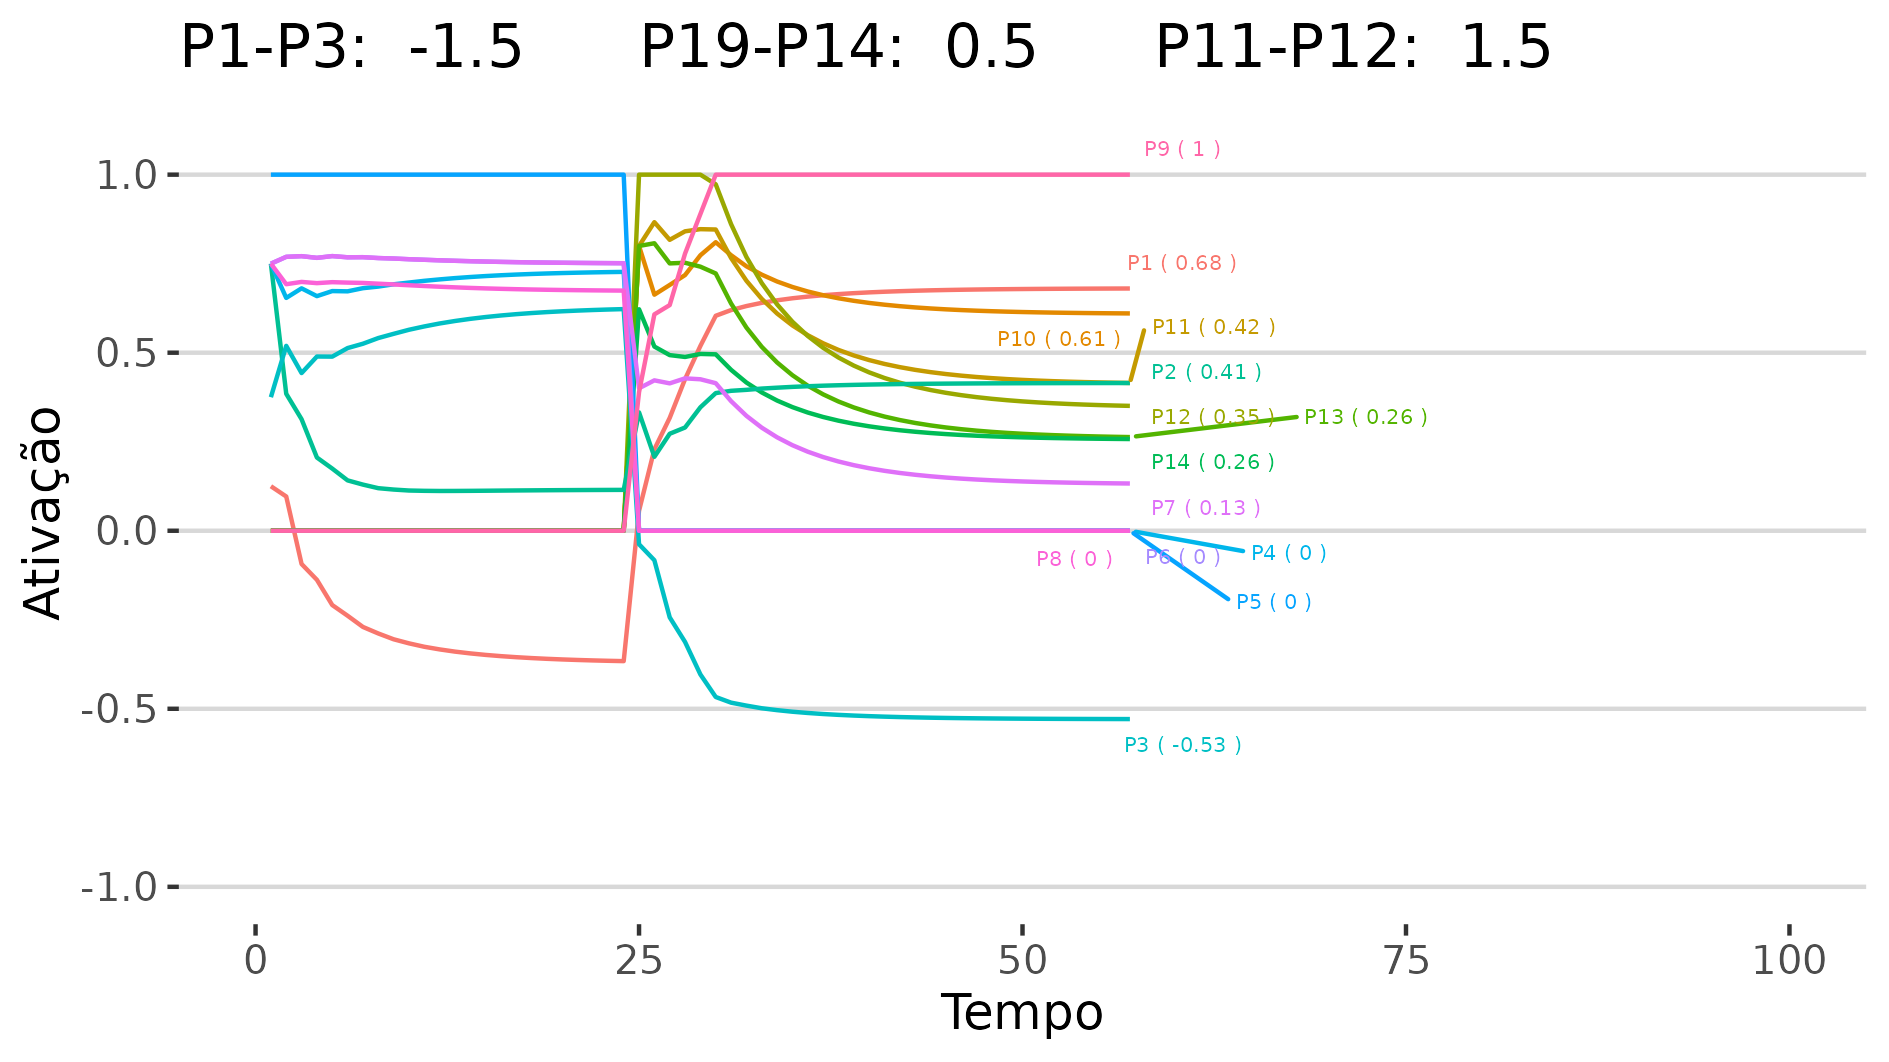 P1-P3: -1.5 P19-P14: 0.5 P11-P12: 1.5
P9 ( 1 )
1.0
P1 ( 0.68 )
P11 ( 0.42 )
P10 ( 0.61 )
0.5
P2 ( 0.41 )
P12 ( 0.35 )
P13 ( 0.26 )
P14 ( 0.26 )
P7 ( 0.13 )
0.0
P4 ( 0 )
P8 ( 0 )
P6 ( 0 )
P5 ( 0 )
-0.5
P3 ( -0.53 )
-1.0
Ativação
0 25 50 75 100
Tempo